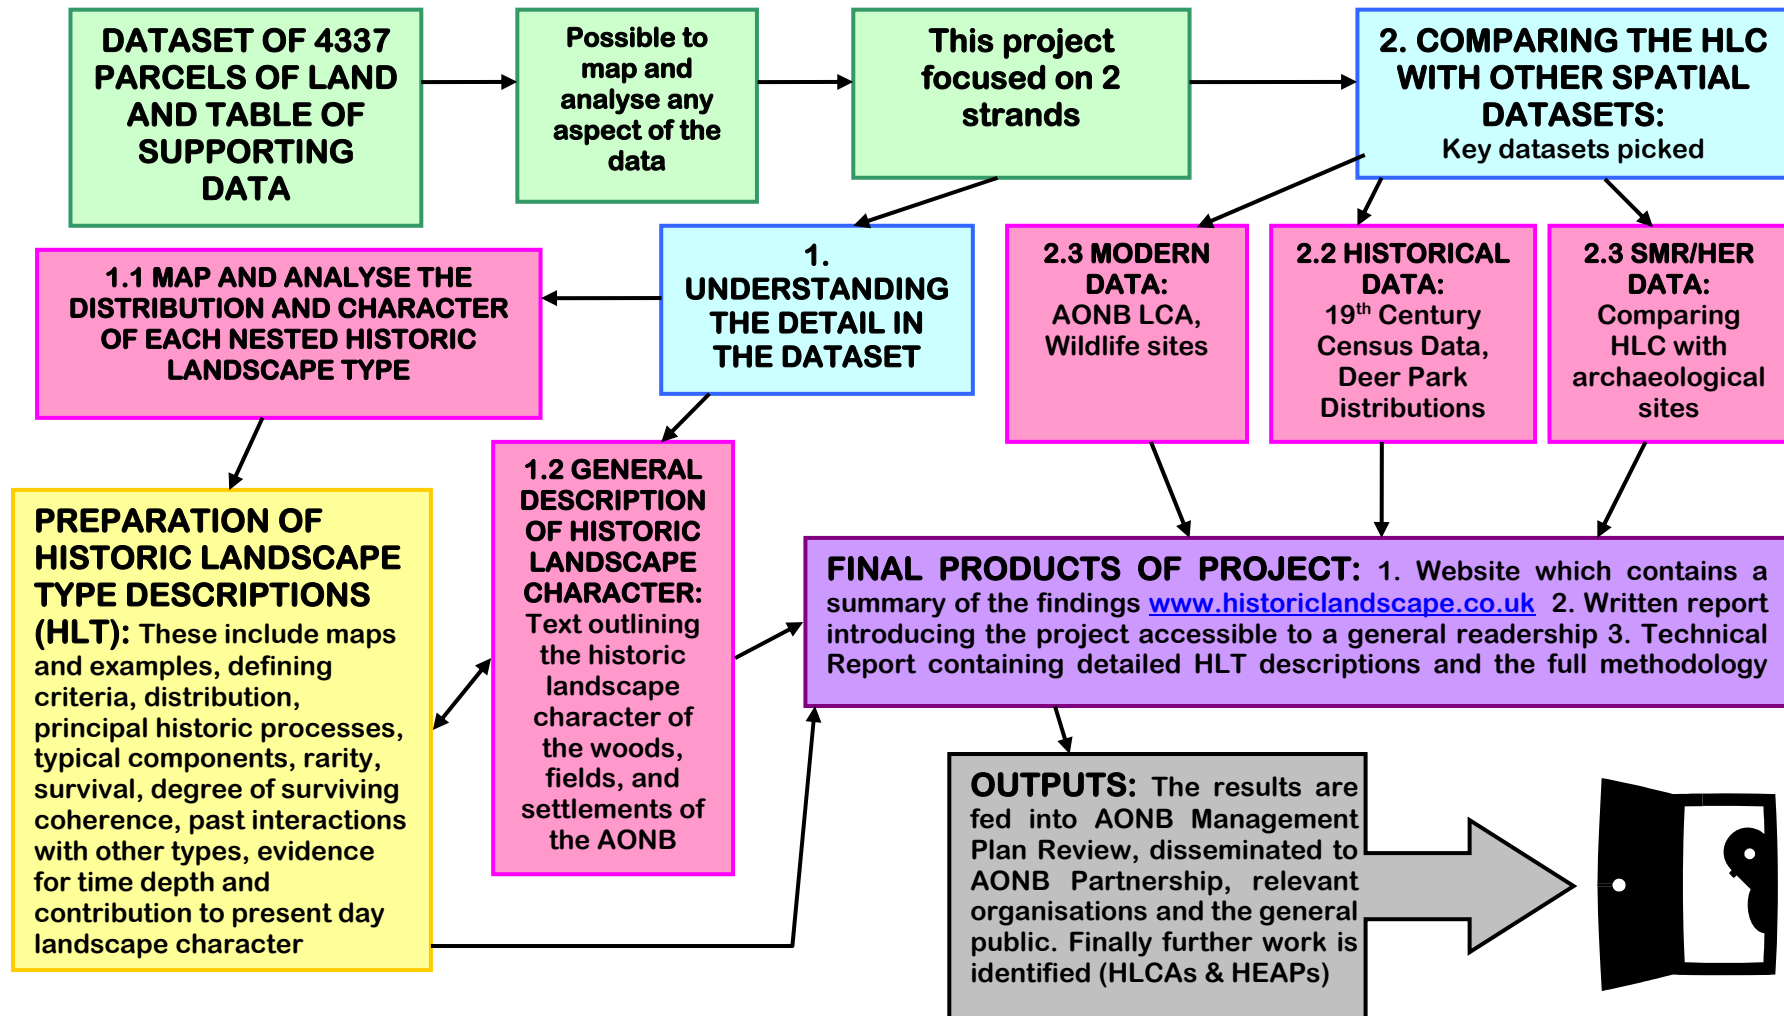 DATASET OF 4337
PARCELS OF LAND
AND TABLE OF
SUPPORTING
DATA
Possible to
map and
analyse any
aspect of the
data
This project
focused on 2
strands
2. COMPARING THE HLC
WITH OTHER SPATIAL
DATASETS:
Key datasets picked
1.1 MAP AND ANALYSE THE
DISTRIBUTION AND CHARACTER
OF EACH NESTED HISTORIC
LANDSCAPE TYPE
1.
UNDERSTANDING
THE DETAIL IN
THE DATASET
2.3 MODERN
DATA:
AONB LCA,
Wildlife sites
2.2 HISTORICAL
DATA:
19th Century
Census Data,
Deer Park
Distributions
2.3 SMR/HER
DATA:
Comparing
HLC with
archaeological
sites
PREPARATION OF
HISTORIC LANDSCAPE
TYPE DESCRIPTIONS
(HLT): These include maps
and examples, defining
criteria, distribution,
principal historic processes,
typical components, rarity,
survival, degree of surviving
coherence, past interactions
with other types, evidence
for time depth and
contribution to present day
landscape character
1.2 GENERAL
DESCRIPTION
OF HISTORIC
LANDSCAPE
CHARACTER:
Text outlining
the historic
landscape
character of
the woods,
fields, and
settlements of
the AONB
FINAL PRODUCTS OF PROJECT: 1. Website which contains a
summary of the findings www.historiclandscape.co.uk 2. Written report
introducing the project accessible to a general readership 3. Technical
Report containing detailed HLT descriptions and the full methodology
OUTPUTS: The results are
fed into AONB Management
Plan Review, disseminated to
AONB Partnership, relevant
organisations and the general
public. Finally further work is
identified (HLCAs & HEAPs)